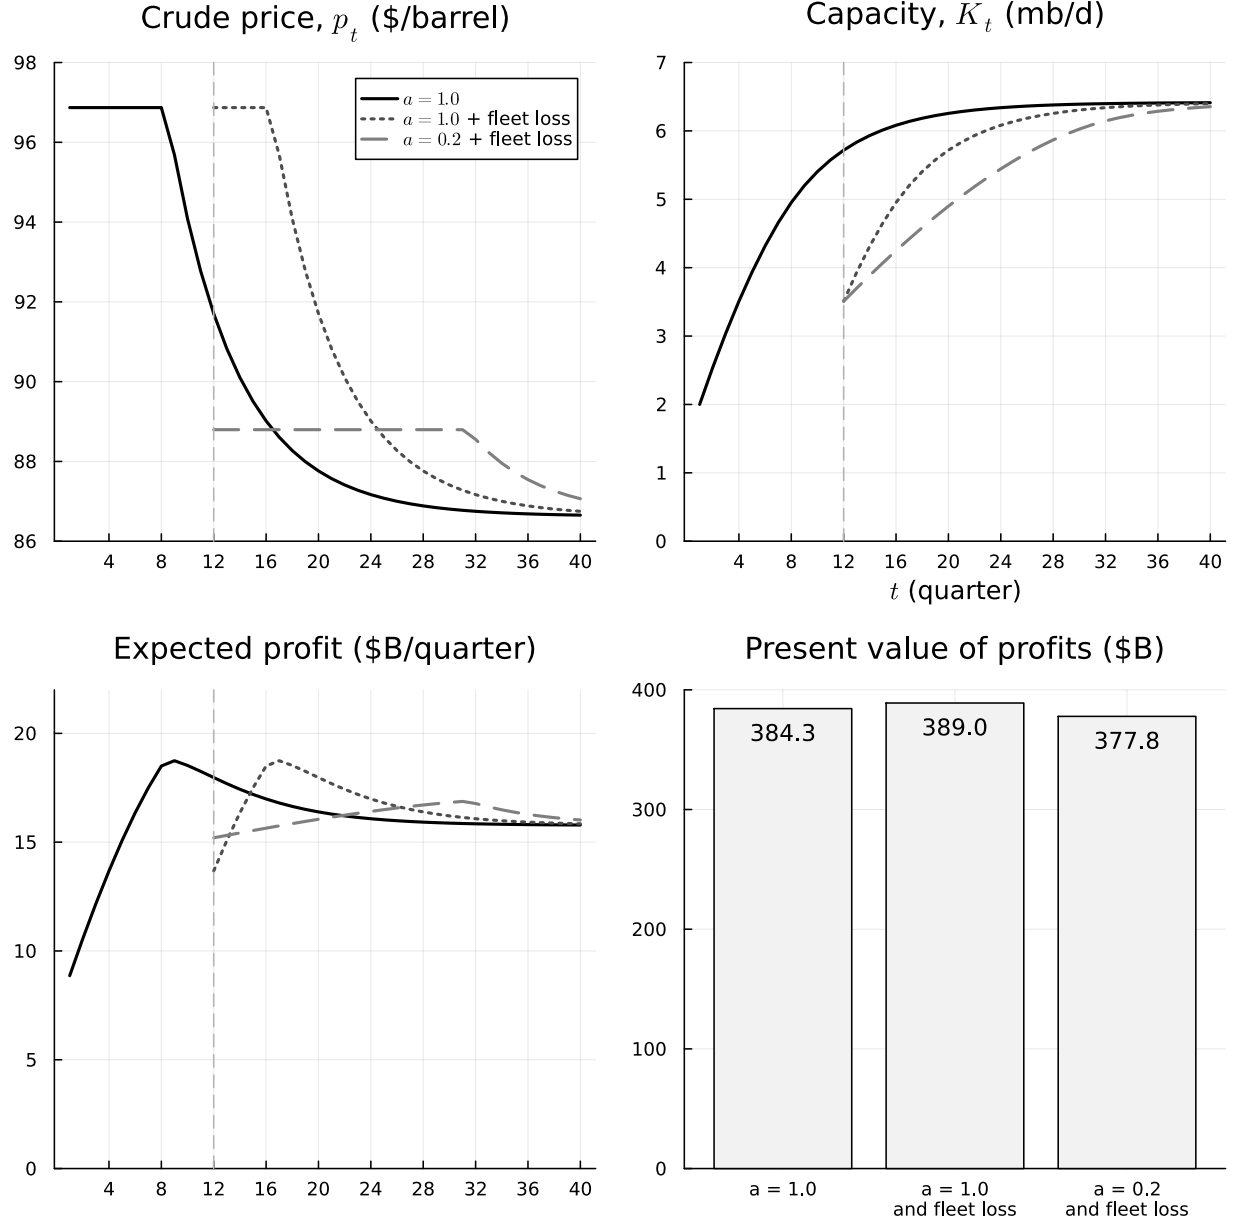 Crude price, p_t ($/barrel)
98
96
94
92
90
88
86
4 8 12 16 20 24 28 32 36 40
a = 1.0
a = 1.0 + fleet loss
a = 0.2 + fleet loss
Capacity, K_t (mb/d)
7
6
5
4
3
2
1
0
4 8 12 16 20 24 28 32 36 40
t (quarter)
Expected profit ($B/quarter)
20
15
10
5
0
4 8 12 16 20 24 28 32 36 40
Present value of profits ($B)
400
300
200
100
0
384.3
389.0
377.8
a = 1.0
a = 1.0
and fleet loss
a = 0.2
and fleet loss